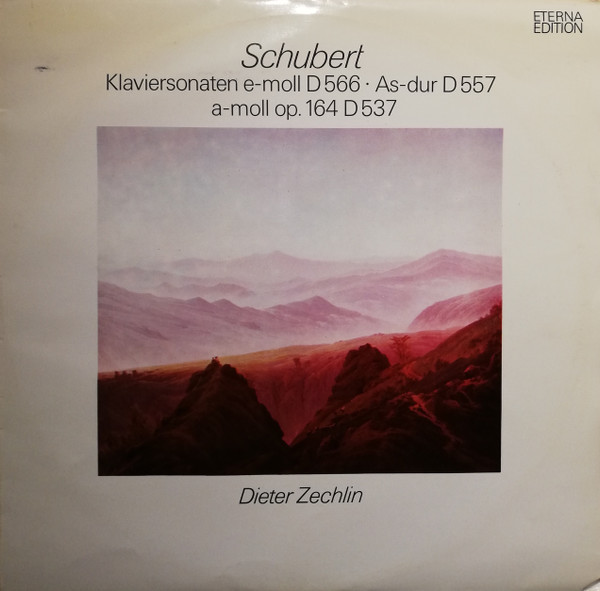 ETERNA
EDITION
Schubert
Klaviersonaten e-moll D 566 · As-dur D 557
a-moll op. 164 D 537
Dieter Zechlin